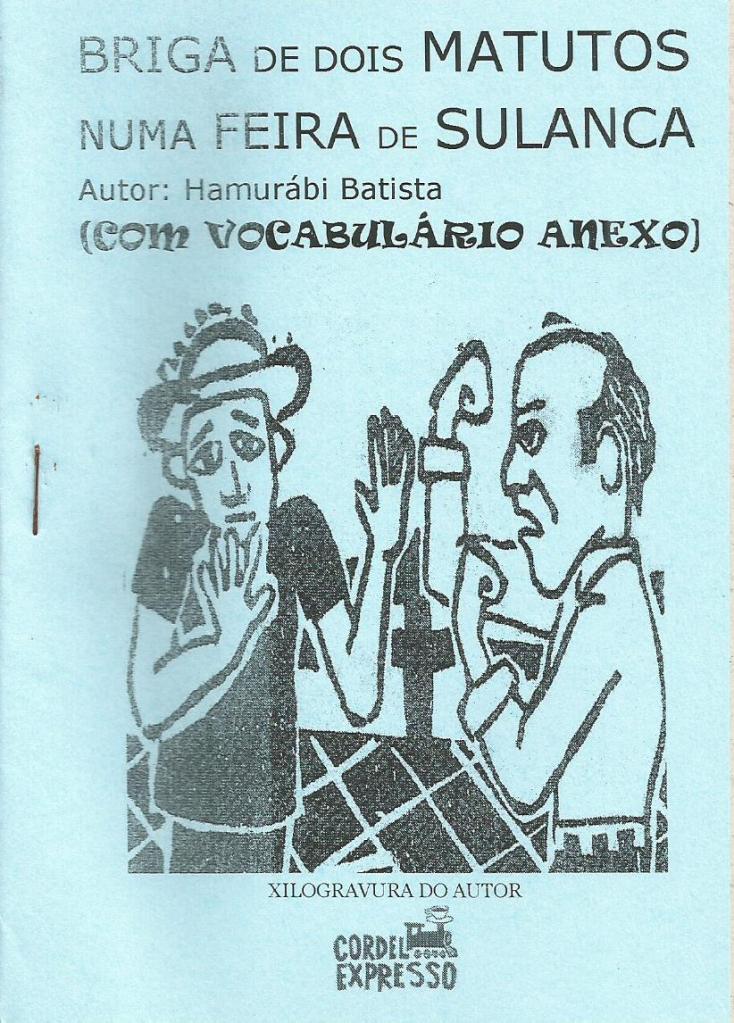 BRIGA DE DOIS MATUTOS
NUMA FEIRA DE SULANCA
Autor: Hamurábi Batista
(COM VOCABULÁRIO ANEXO)
XILOGRAVURA DO AUTOR
CORDEL
EXPRESSO